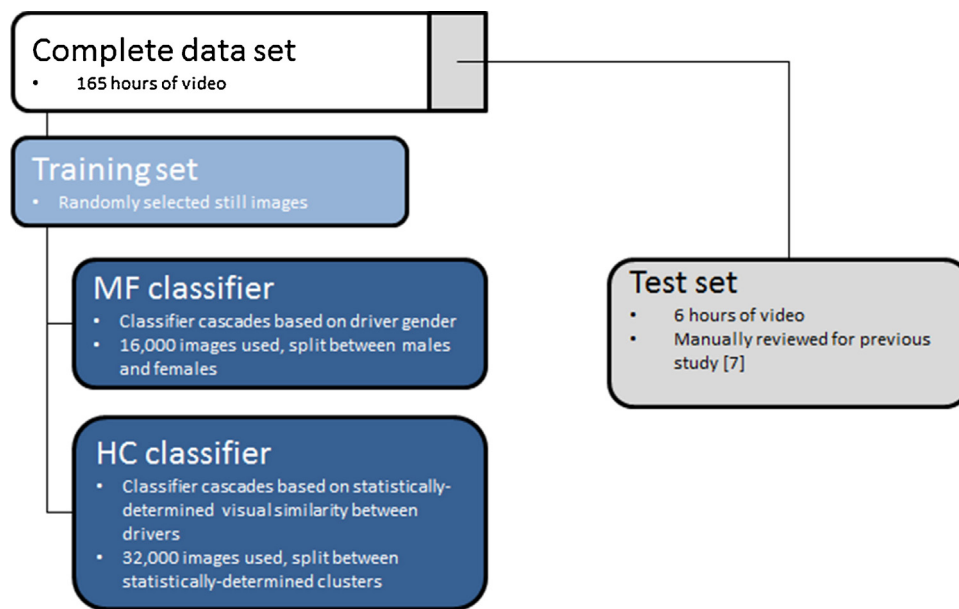 Complete data set
• 165 hours of video
Training set
• Randomly selected still images
MF classifier
• Classifier cascades based on driver gender
• 16,000 images used, split between males
and females
HC classifier
• Classifier cascades based on statistically-
determined visual similarity between
drivers
• 32,000 images used, split between
statistically-determined clusters
Test set
• 6 hours of video
• Manually reviewed for previous
study [7]